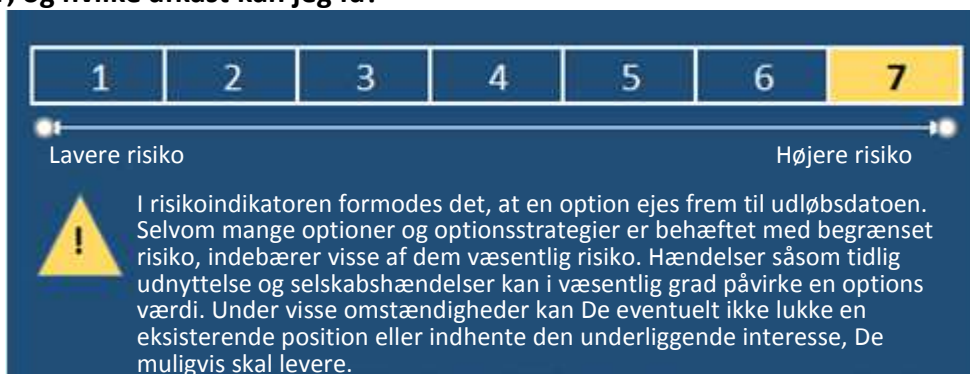 og hvilke afkast kan jeg få?
1 2 3 4 5 6 7
Lavere risiko Højere risiko
!
I risikoindikatoren formodes det, at en option ejes frem til udløbsdatoen.
Selvom mange optioner og optionsstrategier er behæftet med begrænset
risiko, indebærer visse af dem væsentlig risiko. Hændelser såsom tidlig
udnyttelse og selskabshændelser kan i væsentlig grad påvirke en options
værdi. Under visse omstændigheder kan De eventuelt ikke lukke en
eksisterende position eller indhente den underliggende interesse, De
muligvis skal levere.